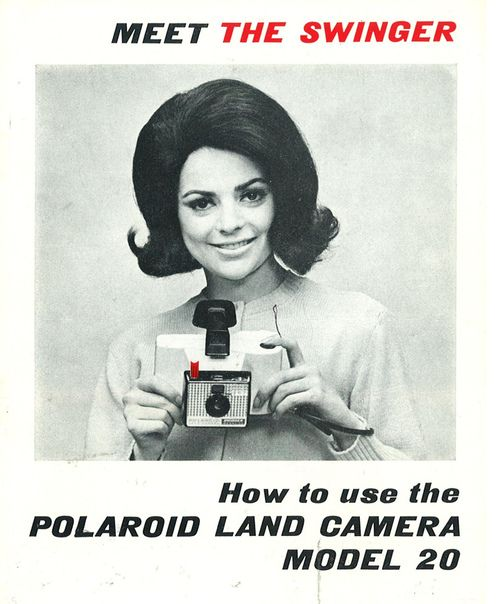 MEET THE SWINGER
How to use the
POLAROID LAND CAMERA
MODEL 20